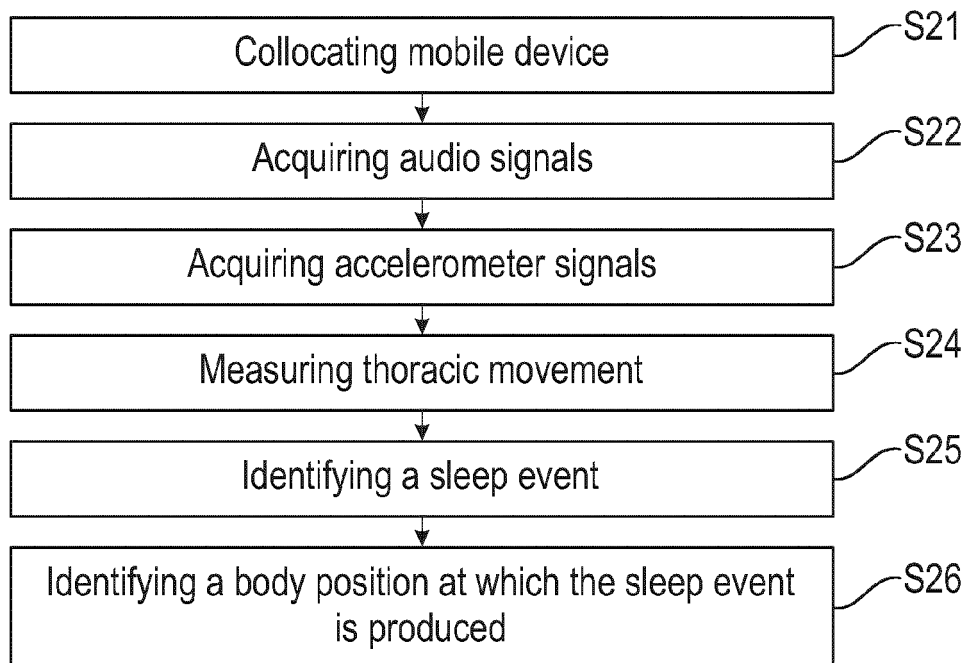 Collocating mobile device
S21
Acquiring audio signals
S22
Acquiring accelerometer signals
S23
Measuring thoracic movement
S24
Identifying a sleep event
S25
Identifying a body position at which the sleep event
is produced
S26